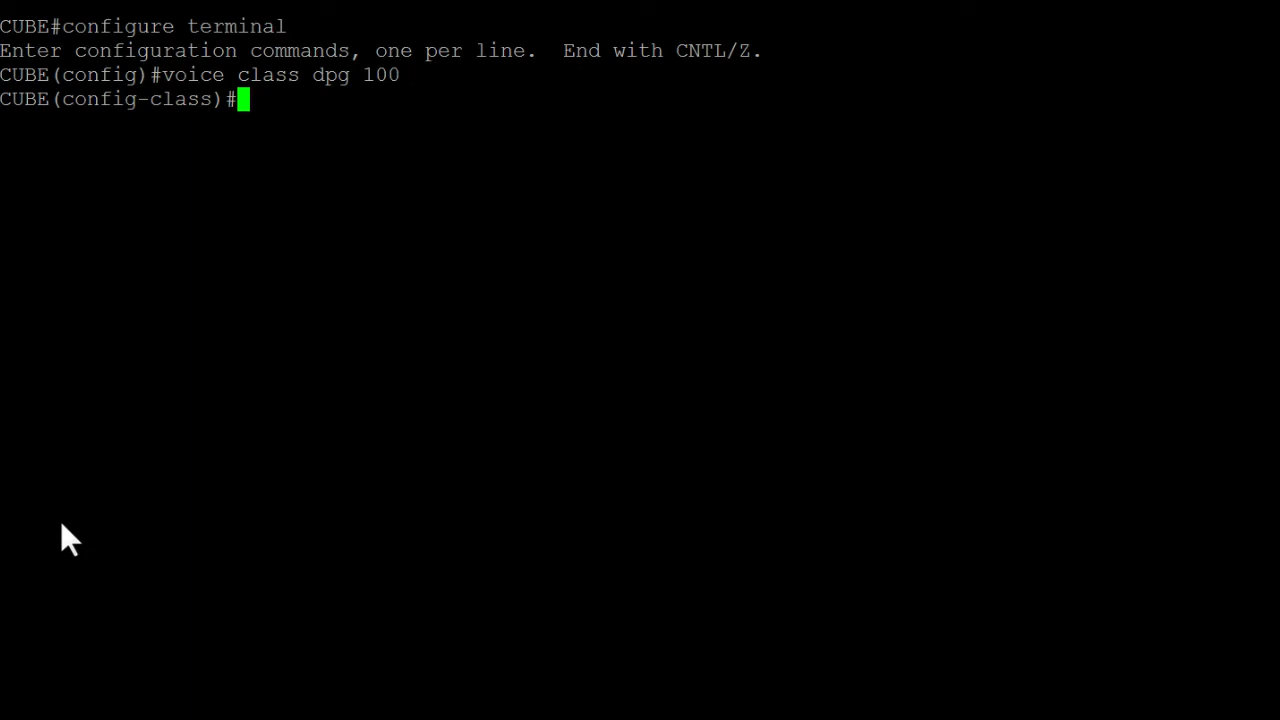 CUBE#configure terminal
Enter configuration commands, one per line.  End with CNTL/Z.
CUBE(config)#voice class dpg 100
CUBE(config-class)#